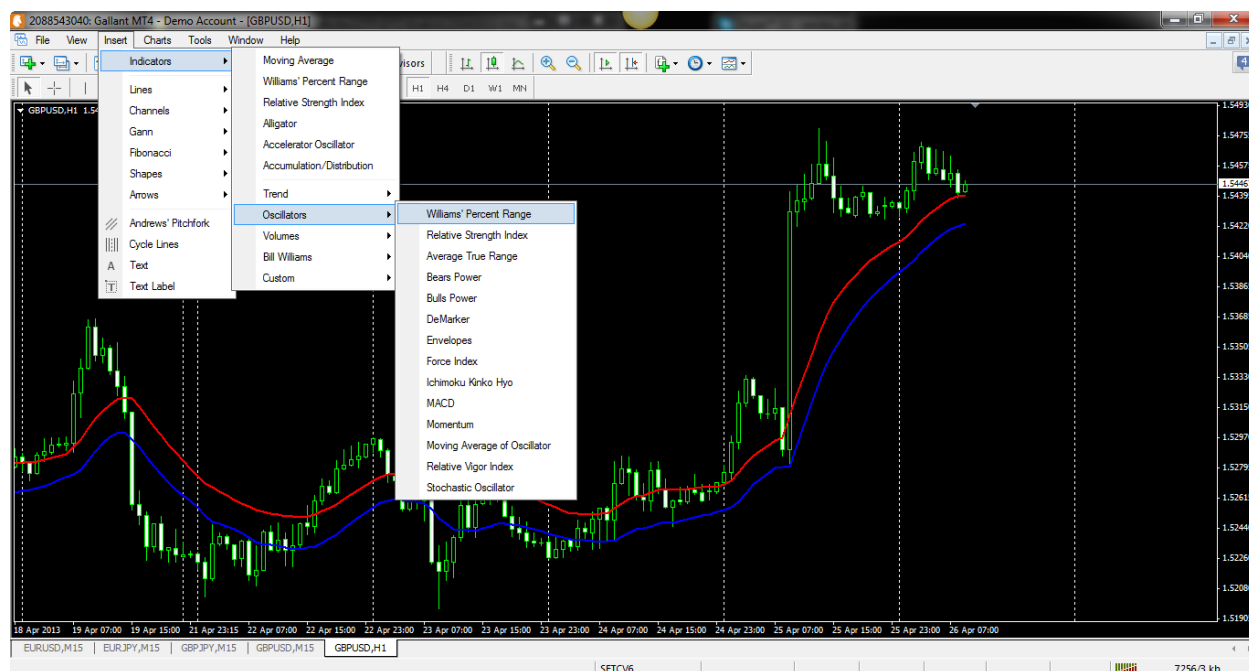 2088543040: Gallant MT4 - Demo Account - [GBPUSD,H1]
File View Insert Charts Tools Window Help
Indicators
Lines
Channels
Gann
Fibonacci
Shapes
Arrows
Andrews' Pitchfork
Cycle Lines
Text
Text Label
Moving Average
Williams' Percent Range
Relative Strength Index
Alligator
Accelerator Oscillator
Accumulation/Distribution
Trend
Oscillators
Volumes
Bill Williams
Custom
Williams' Percent Range
Relative Strength Index
Average True Range
Bears Power
Bulls Power
DeMarker
Envelopes
Force Index
Ichimoku Kinko Hyo
MACD
Momentum
Moving Average of Oscillator
Relative Vigor Index
Stochastic Oscillator
H1 H4 D1 W1 MN
GBPUSD,H1
1.5493
1.5475
1.5457
1.5446
1.5439
1.5422
1.5404
1.5386
1.5368
1.5350
1.5333
1.5315
1.5297
1.5279
1.5261
1.5244
1.5226
1.5208
1.5190
18 Apr 2013 19 Apr 07:00 19 Apr 15:00 21 Apr 23:15 22 Apr 07:00 22 Apr 15:00 22 Apr 23:00 23 Apr 07:00 23 Apr 15:00 23 Apr 23:00 24 Apr 07:00 24 Apr 15:00 24 Apr 23:00 25 Apr 07:00 25 Apr 15:00 25 Apr 23:00 26 Apr 07:00
EURUSD,M15 EURJPY,M15 GBPJPY,M15 GBPUSD,M15 GBPUSD,H1
7256/3 kb